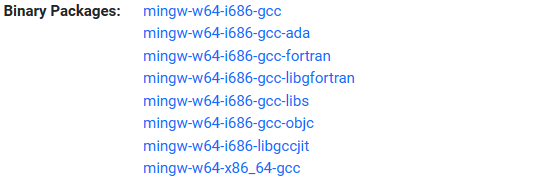 Binary Packages: mingw-w64-i686-gcc
mingw-w64-i686-gcc-ada
mingw-w64-i686-gcc-fortran
mingw-w64-i686-gcc-libgfortran
mingw-w64-i686-gcc-libs
mingw-w64-i686-gcc-objc
mingw-w64-i686-libgccjit
mingw-w64-x86_64-gcc